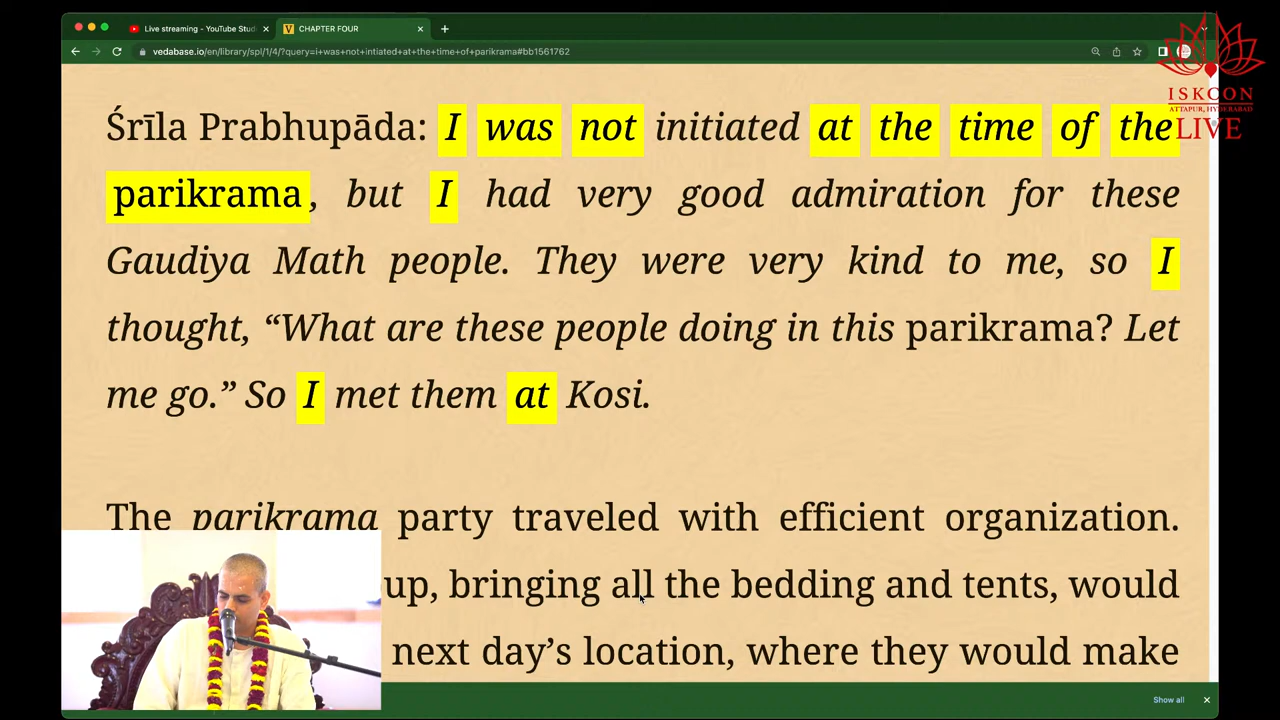 Live streaming - YouTube Stud
CHAPTER FOUR
vedabase.io/en/library/spl/1/4/?query=i+was+not+intiated+at+the+time+of+parikrama#bb1561762
ISKCON
ATTAPUR, HYDERABAD
LIVE
Śrīla Prabhupāda: I was not initiated at the time of the
parikrama, but I had very good admiration for these
Gaudiya Math people. They were very kind to me, so I
thought, “What are these people doing in this parikrama? Let
me go.” So I met them at Kosi.
The parikrama party traveled with efficient organization.
up, bringing all the bedding and tents, would
next day’s location, where they would make
Show all